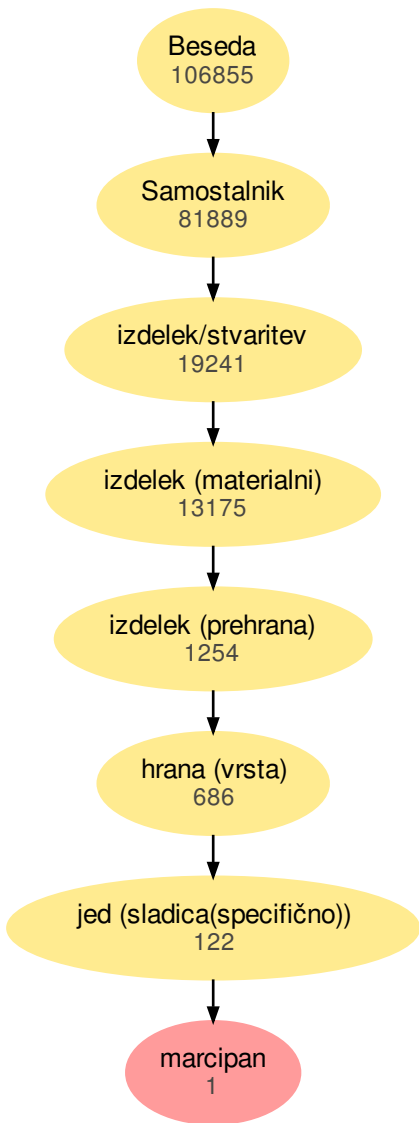 Beseda
106855
Samostalnik
81889
izdelek/stvaritev
19241
izdelek (materialni)
13175
izdelek (prehrana)
1254
hrana (vrsta)
686
jed (sladica(specifično))
122
marcipan
1